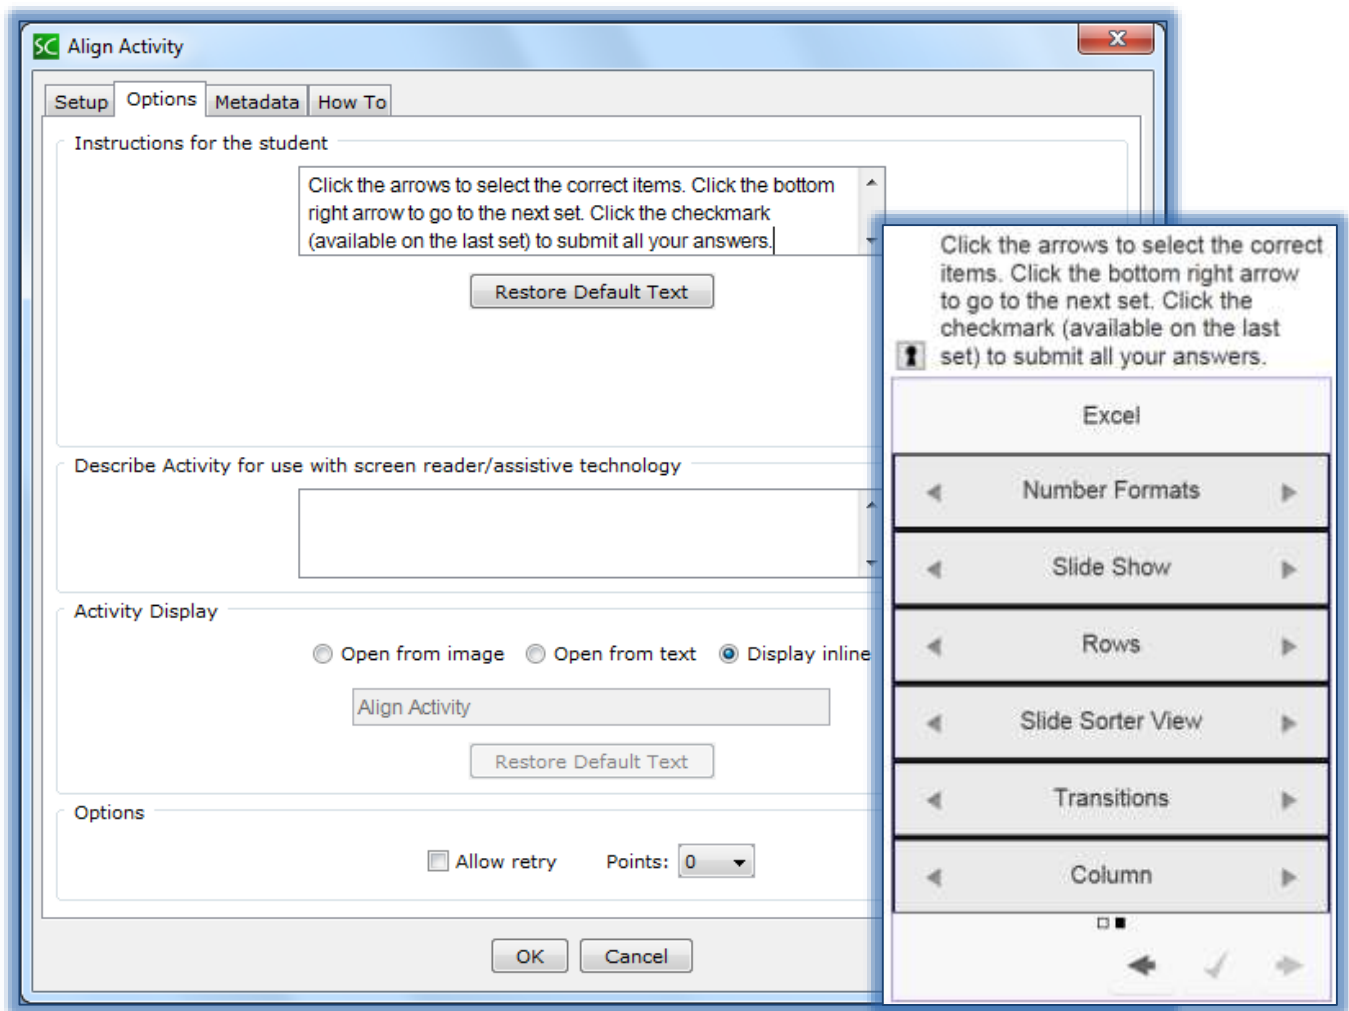 SC Align Activity
Setup Options Metadata How To
Instructions for the student
Click the arrows to select the correct items. Click the bottom
right arrow to go to the next set. Click the checkmark
(available on the last set) to submit all your answers.
Restore Default Text
Describe Activity for use with screen reader/assistive technology
Activity Display
Open from image Open from text Display inline
Align Activity
Restore Default Text
Options
Allow retry Points: 0
OK Cancel
Click the arrows to select the correct
items. Click the bottom right arrow
to go to the next set. Click the
checkmark (available on the last
set) to submit all your answers.
Excel
Number Formats
Slide Show
Rows
Slide Sorter View
Transitions
Column